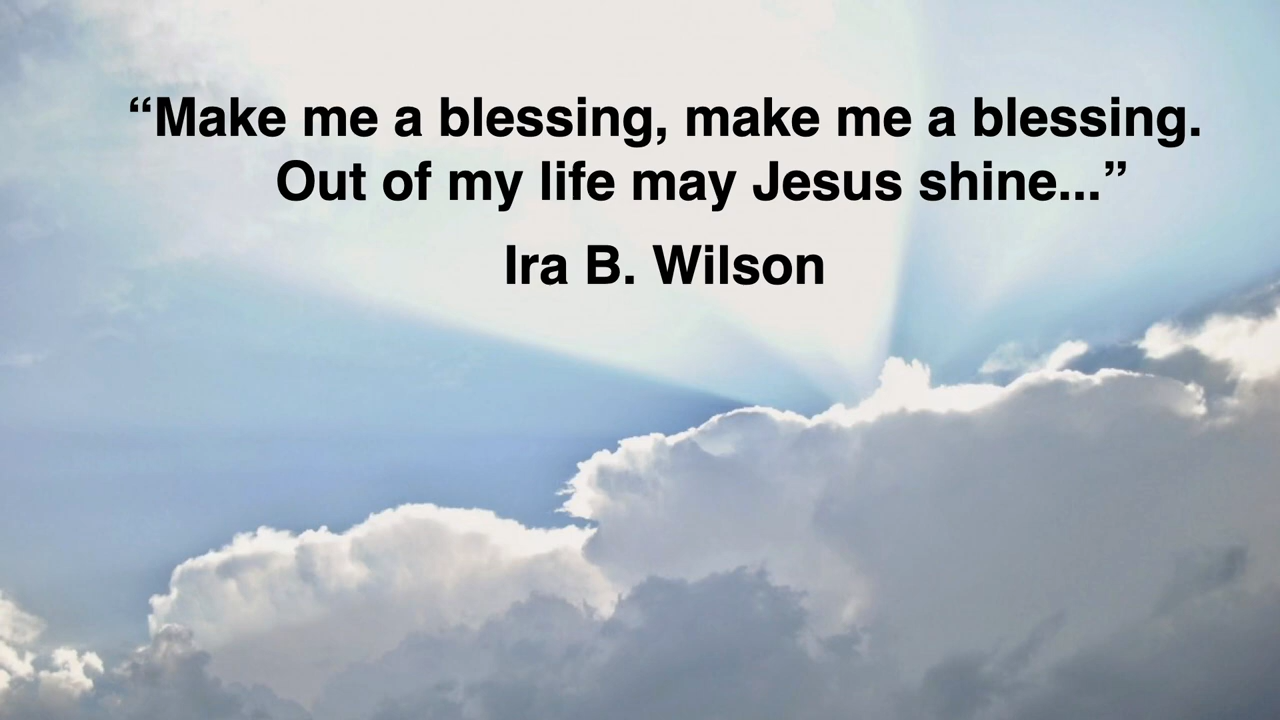 “Make me a blessing, make me a blessing.
Out of my life may Jesus shine...”
Ira B. Wilson